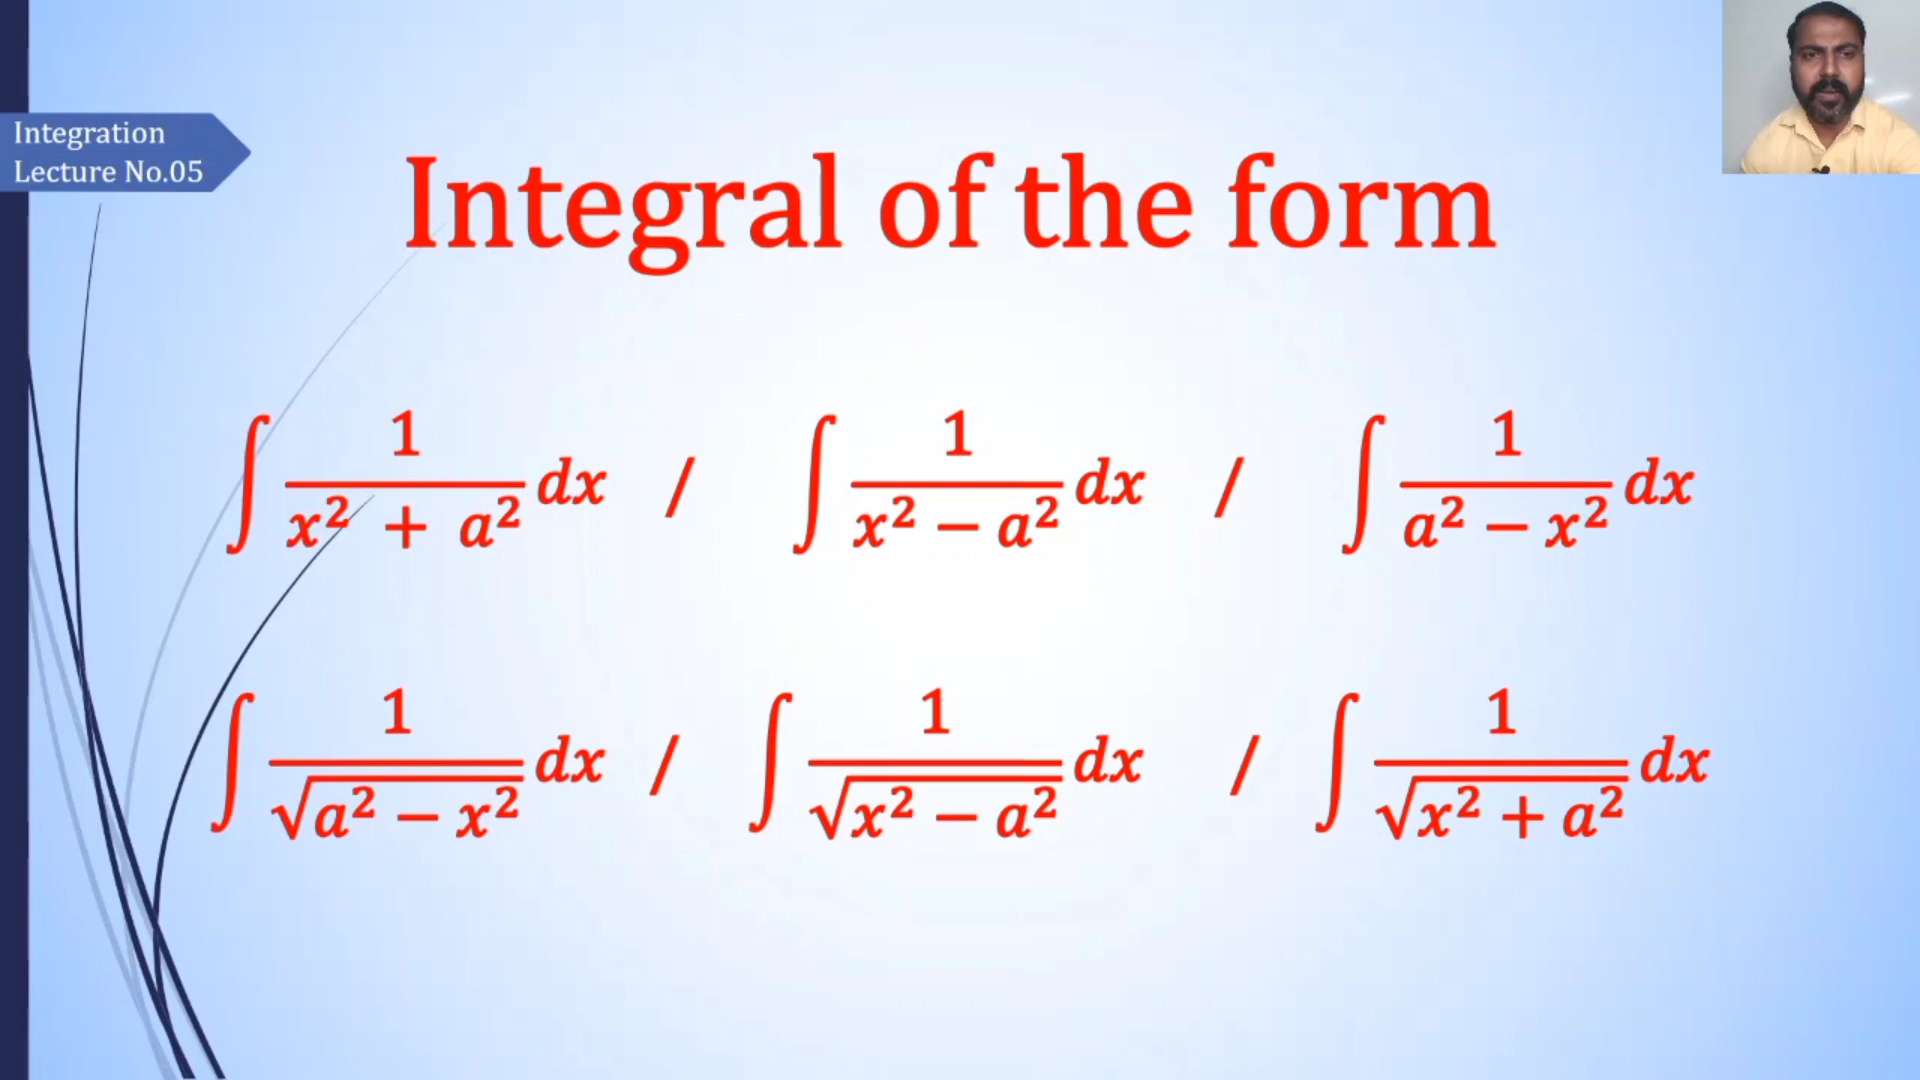 Integration
Lecture No.05
Integral of the form
∫ 1/(x² + a²) dx / ∫ 1/(x² − a²) dx / ∫ 1/(a² − x²) dx
∫ 1/√(a² − x²) dx / ∫ 1/√(x² − a²) dx / ∫ 1/√(x² + a²) dx